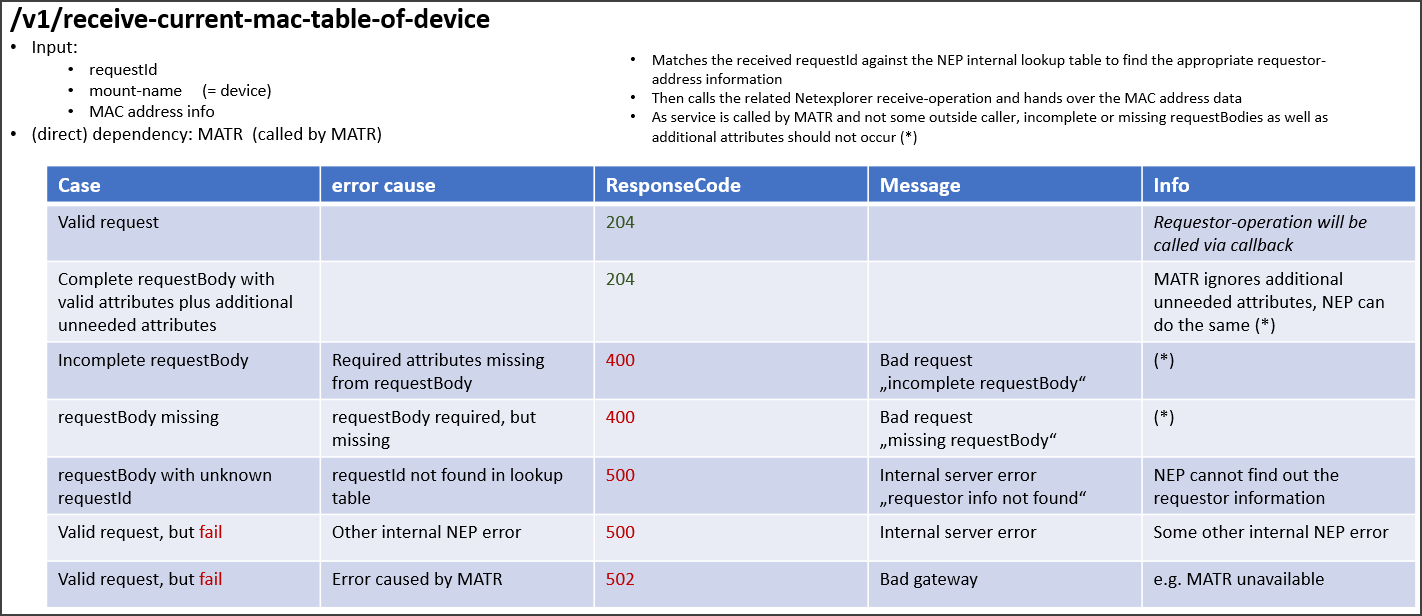 /v1/receive-current-mac-table-of-device
• Input:
• requestId
• mount-name (= device)
• MAC address info
• (direct) dependency: MATR (called by MATR)
• Matches the received requestId against the NEP internal lookup table to find the appropriate requestor-
address information
• Then calls the related Netexplorer receive-operation and hands over the MAC address data
• As service is called by MATR and not some outside caller, incomplete or missing requestBodies as well as
additional attributes should not occur (*)
Case error cause ResponseCode Message Info
Valid request 204 Requestor-operation will be
called via callback
Complete requestBody with 204 MATR ignores additional
valid attributes plus additional unneeded attributes, NEP can
unneeded attributes do the same (*)
Incomplete requestBody Required attributes missing 400 Bad request (*)
from requestBody „incomplete requestBody“
requestBody missing requestBody required, but 400 Bad request (*)
missing „missing requestBody“
requestBody with unknown requestId not found in lookup 500 Internal server error NEP cannot find out the
requestId table „requestor info not found“ requestor information
Valid request, but fail Other internal NEP error 500 Internal server error Some other internal NEP error
Valid request, but fail Error caused by MATR 502 Bad gateway e.g. MATR unavailable